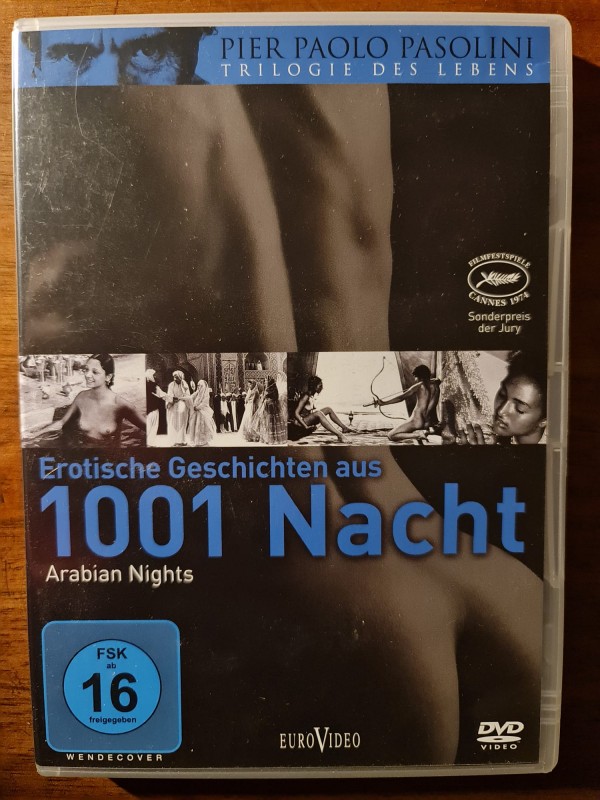 PIER PAOLO PASOLINI
TRILOGIE DES LEBENS
FILMFESTSPIELE
CANNES 1974
Sonderpreis
der Jury
Erotische Geschichten aus
1001 Nacht
Arabian Nights
FSK
ab
16
freigegeben
WENDECOVER
EUROVIDEO
DVD
VIDEO